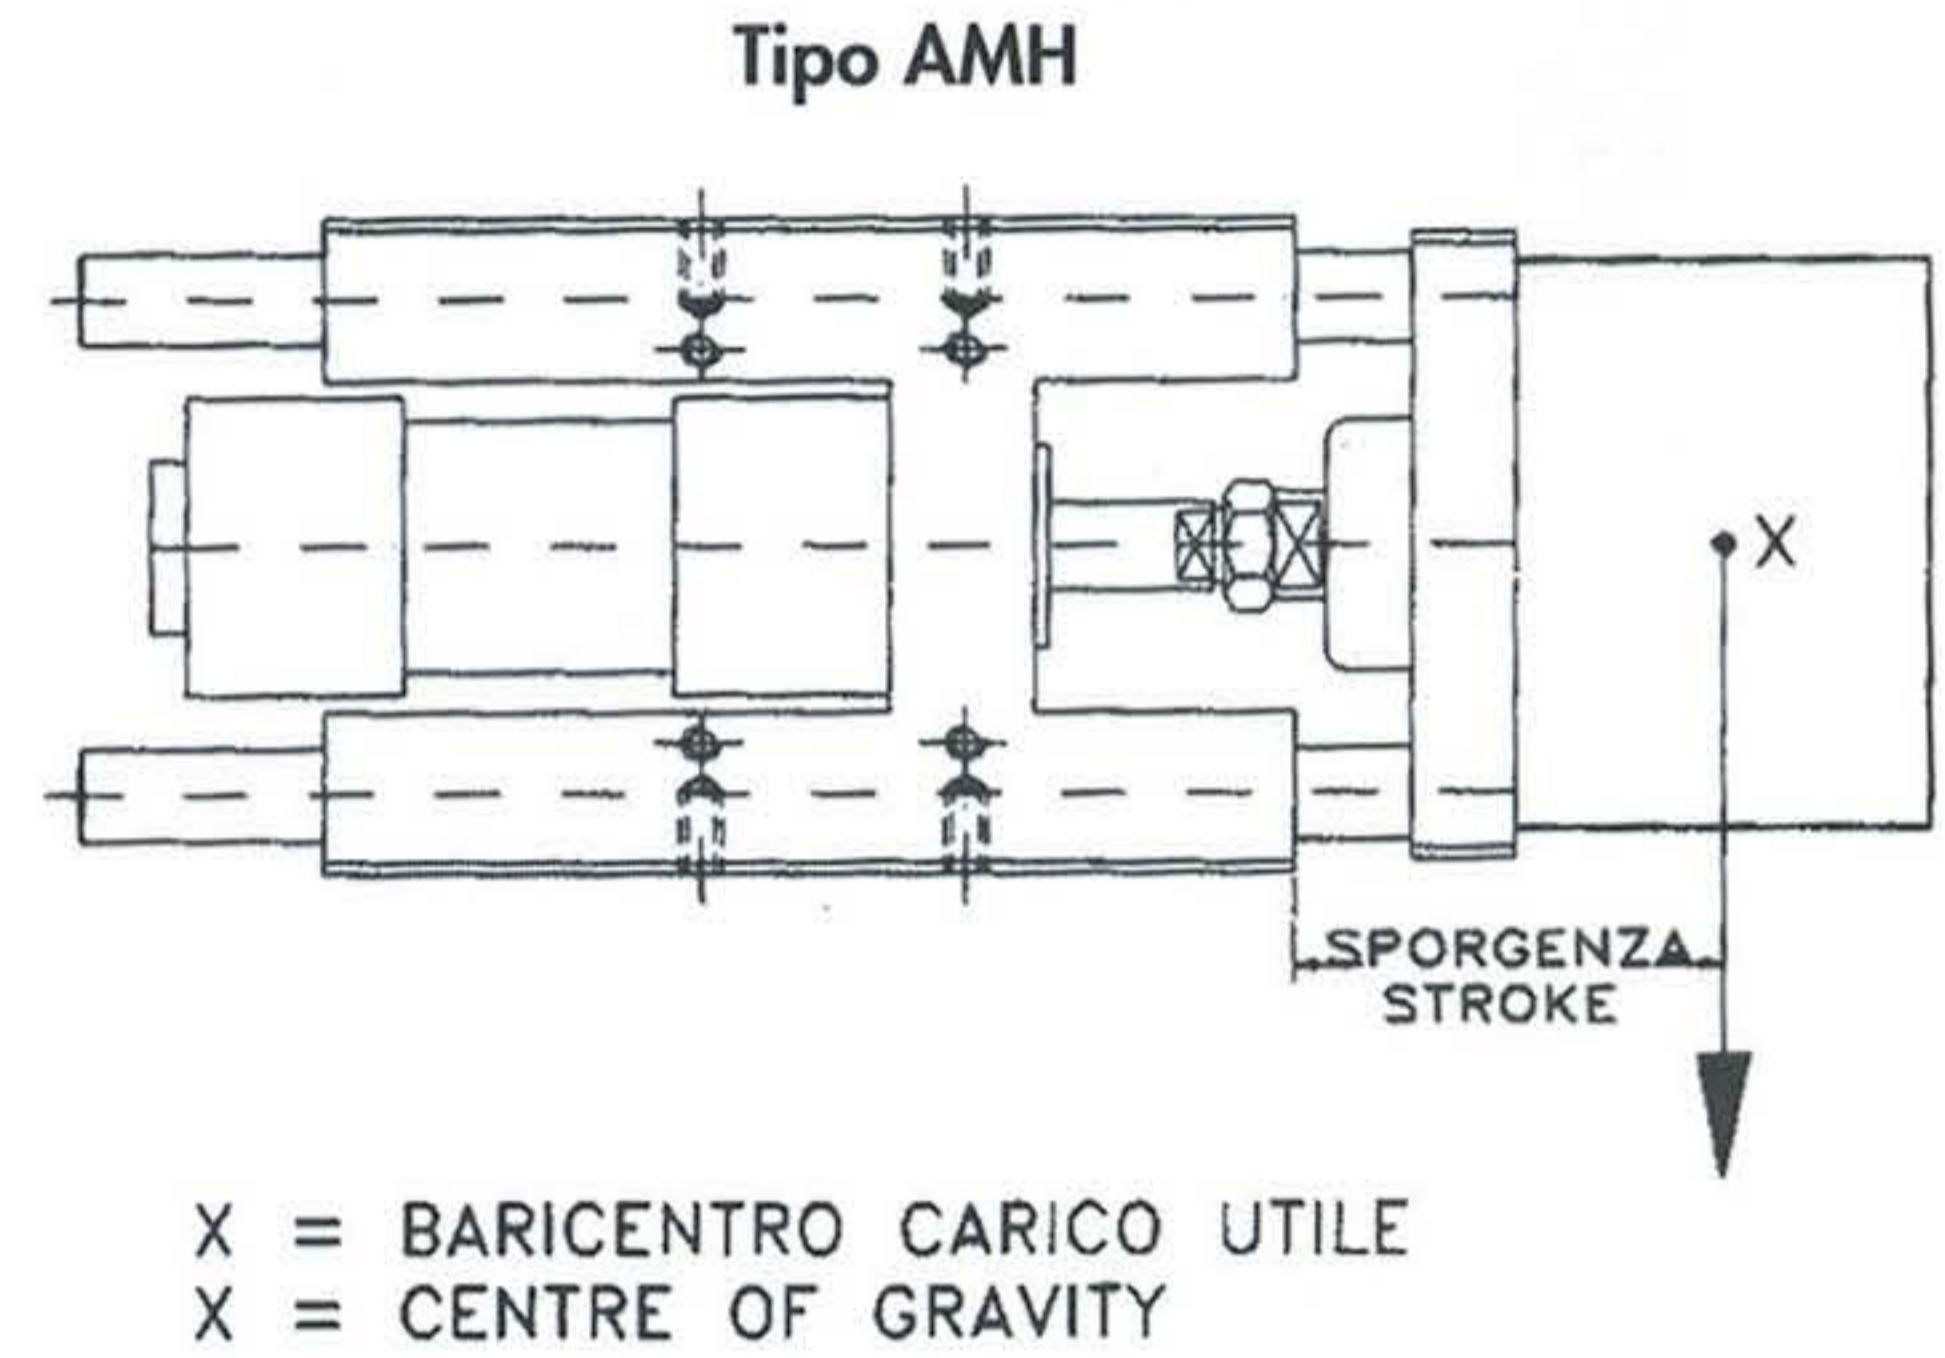 Tipo AMH
X
SPORGENZA
STROKE
X = BARICENTRO CARICO UTILE
X = CENTRE OF GRAVITY